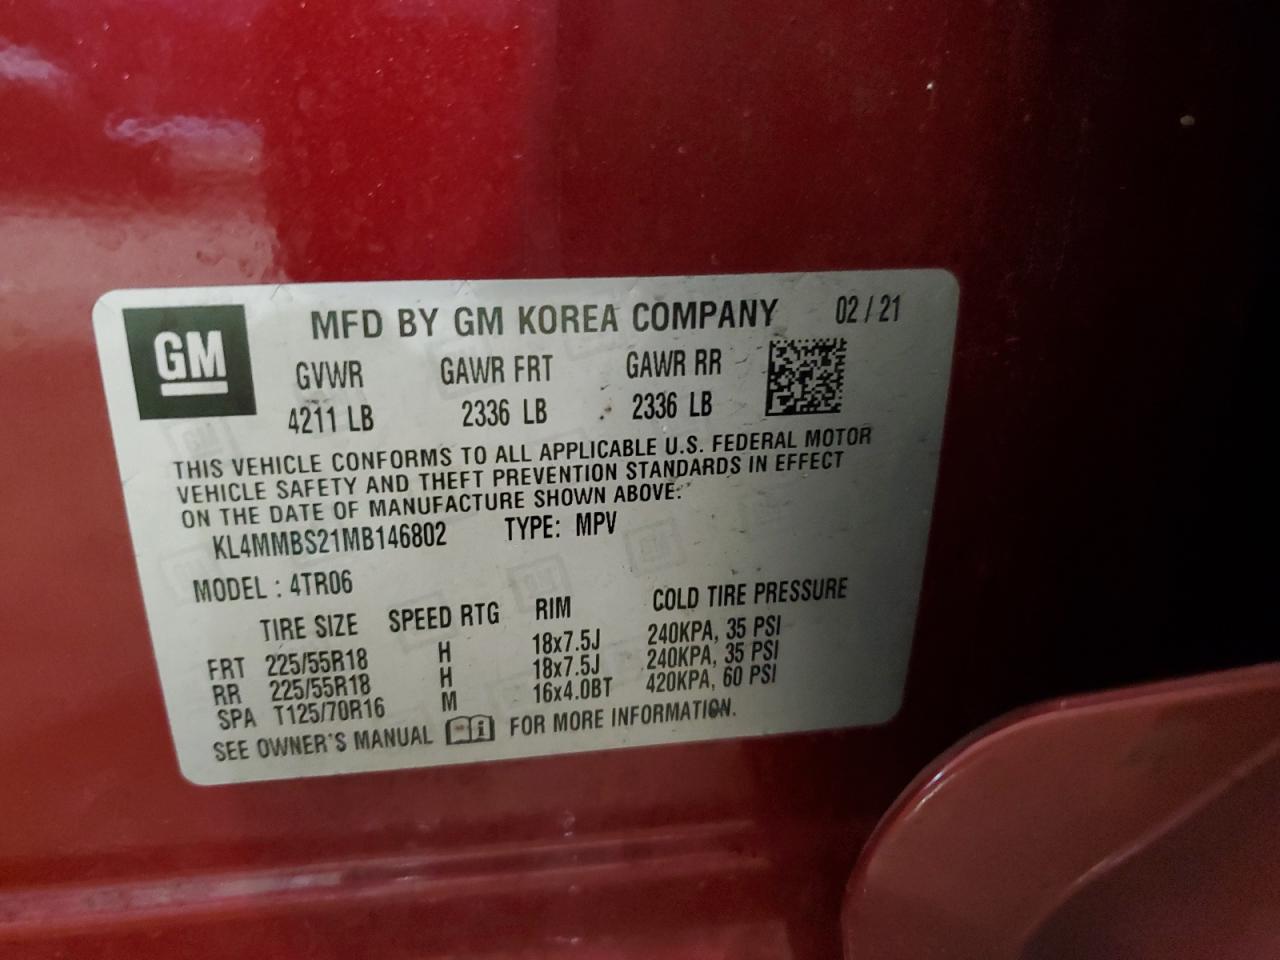 GM
MFD BY GM KOREA COMPANY 02 / 21
GVWR GAWR FRT GAWR RR
4211 LB 2336 LB 2336 LB
THIS VEHICLE CONFORMS TO ALL APPLICABLE U.S. FEDERAL MOTOR
VEHICLE SAFETY AND THEFT PREVENTION STANDARDS IN EFFECT
ON THE DATE OF MANUFACTURE SHOWN ABOVE:
KL4MMBS21MB146802 TYPE: MPV
MODEL : 4TR06
TIRE SIZE SPEED RTG RIM COLD TIRE PRESSURE
FRT 225/55R18 H 18x7.5J 240KPA, 35 PSI
RR 225/55R18 H 18x7.5J 240KPA, 35 PSI
SPA T125/70R16 M 16x4.0BT 420KPA, 60 PSI
SEE OWNER'S MANUAL i FOR MORE INFORMATION.